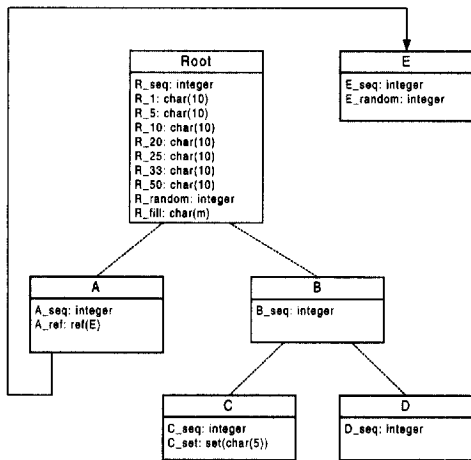 Root
R_seq: integer
R_1: char(10)
R_5: char(10)
R_10: char(10)
R_20: char(10)
R_25: char(10)
R_33: char(10)
R_50: char(10)
R_random: integer
R_fill: char(m)
E
E_seq: integer
E_random: integer
A
A_seq: integer
A_ref: ref(E)
B
B_seq: integer
C
C_seq: integer
C_set: set(char(5))
D
D_seq: integer